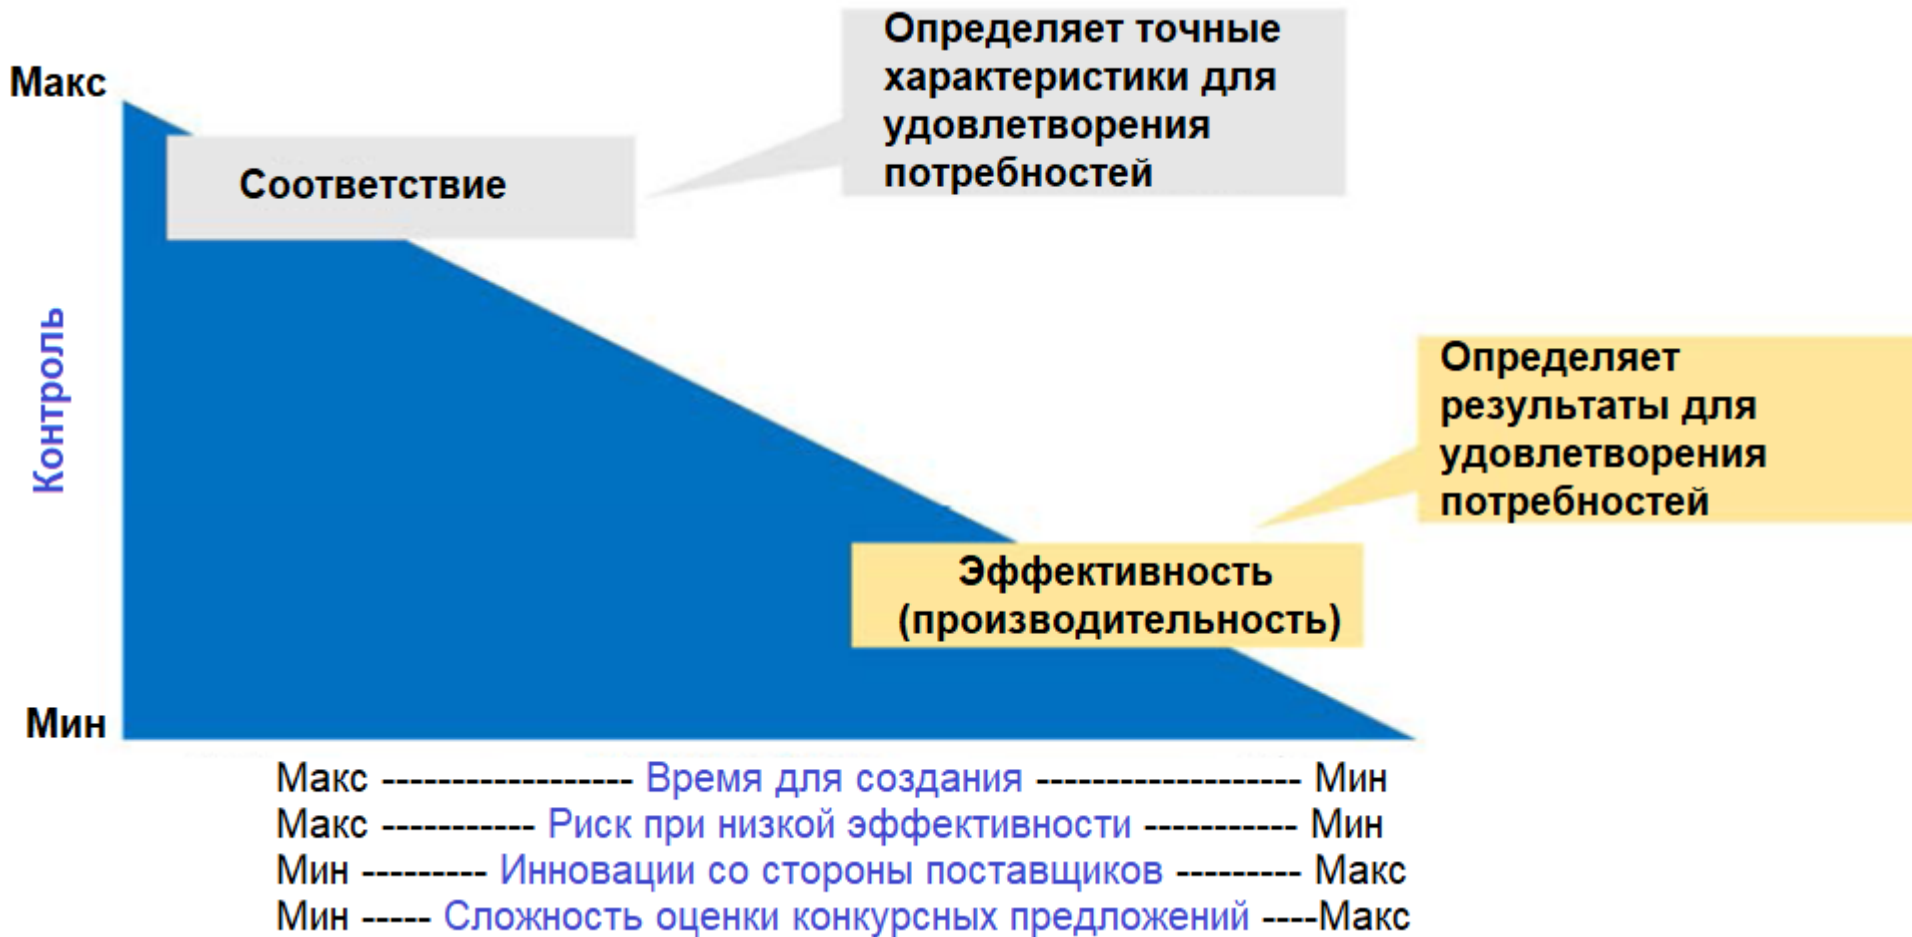 Определяет точные
характеристики для
удовлетворения
потребностей
Макс
Соответствие
Контроль
Определяет
результаты для
удовлетворения
потребностей
Эффективность
(производительность)
Мин
Макс ------------------ Время для создания ------------------- Мин
Макс ----------- Риск при низкой эффективности ----------- Мин
Мин --------- Инновации со стороны поставщиков --------- Макс
Мин ----- Сложность оценки конкурсных предложений ----Макс